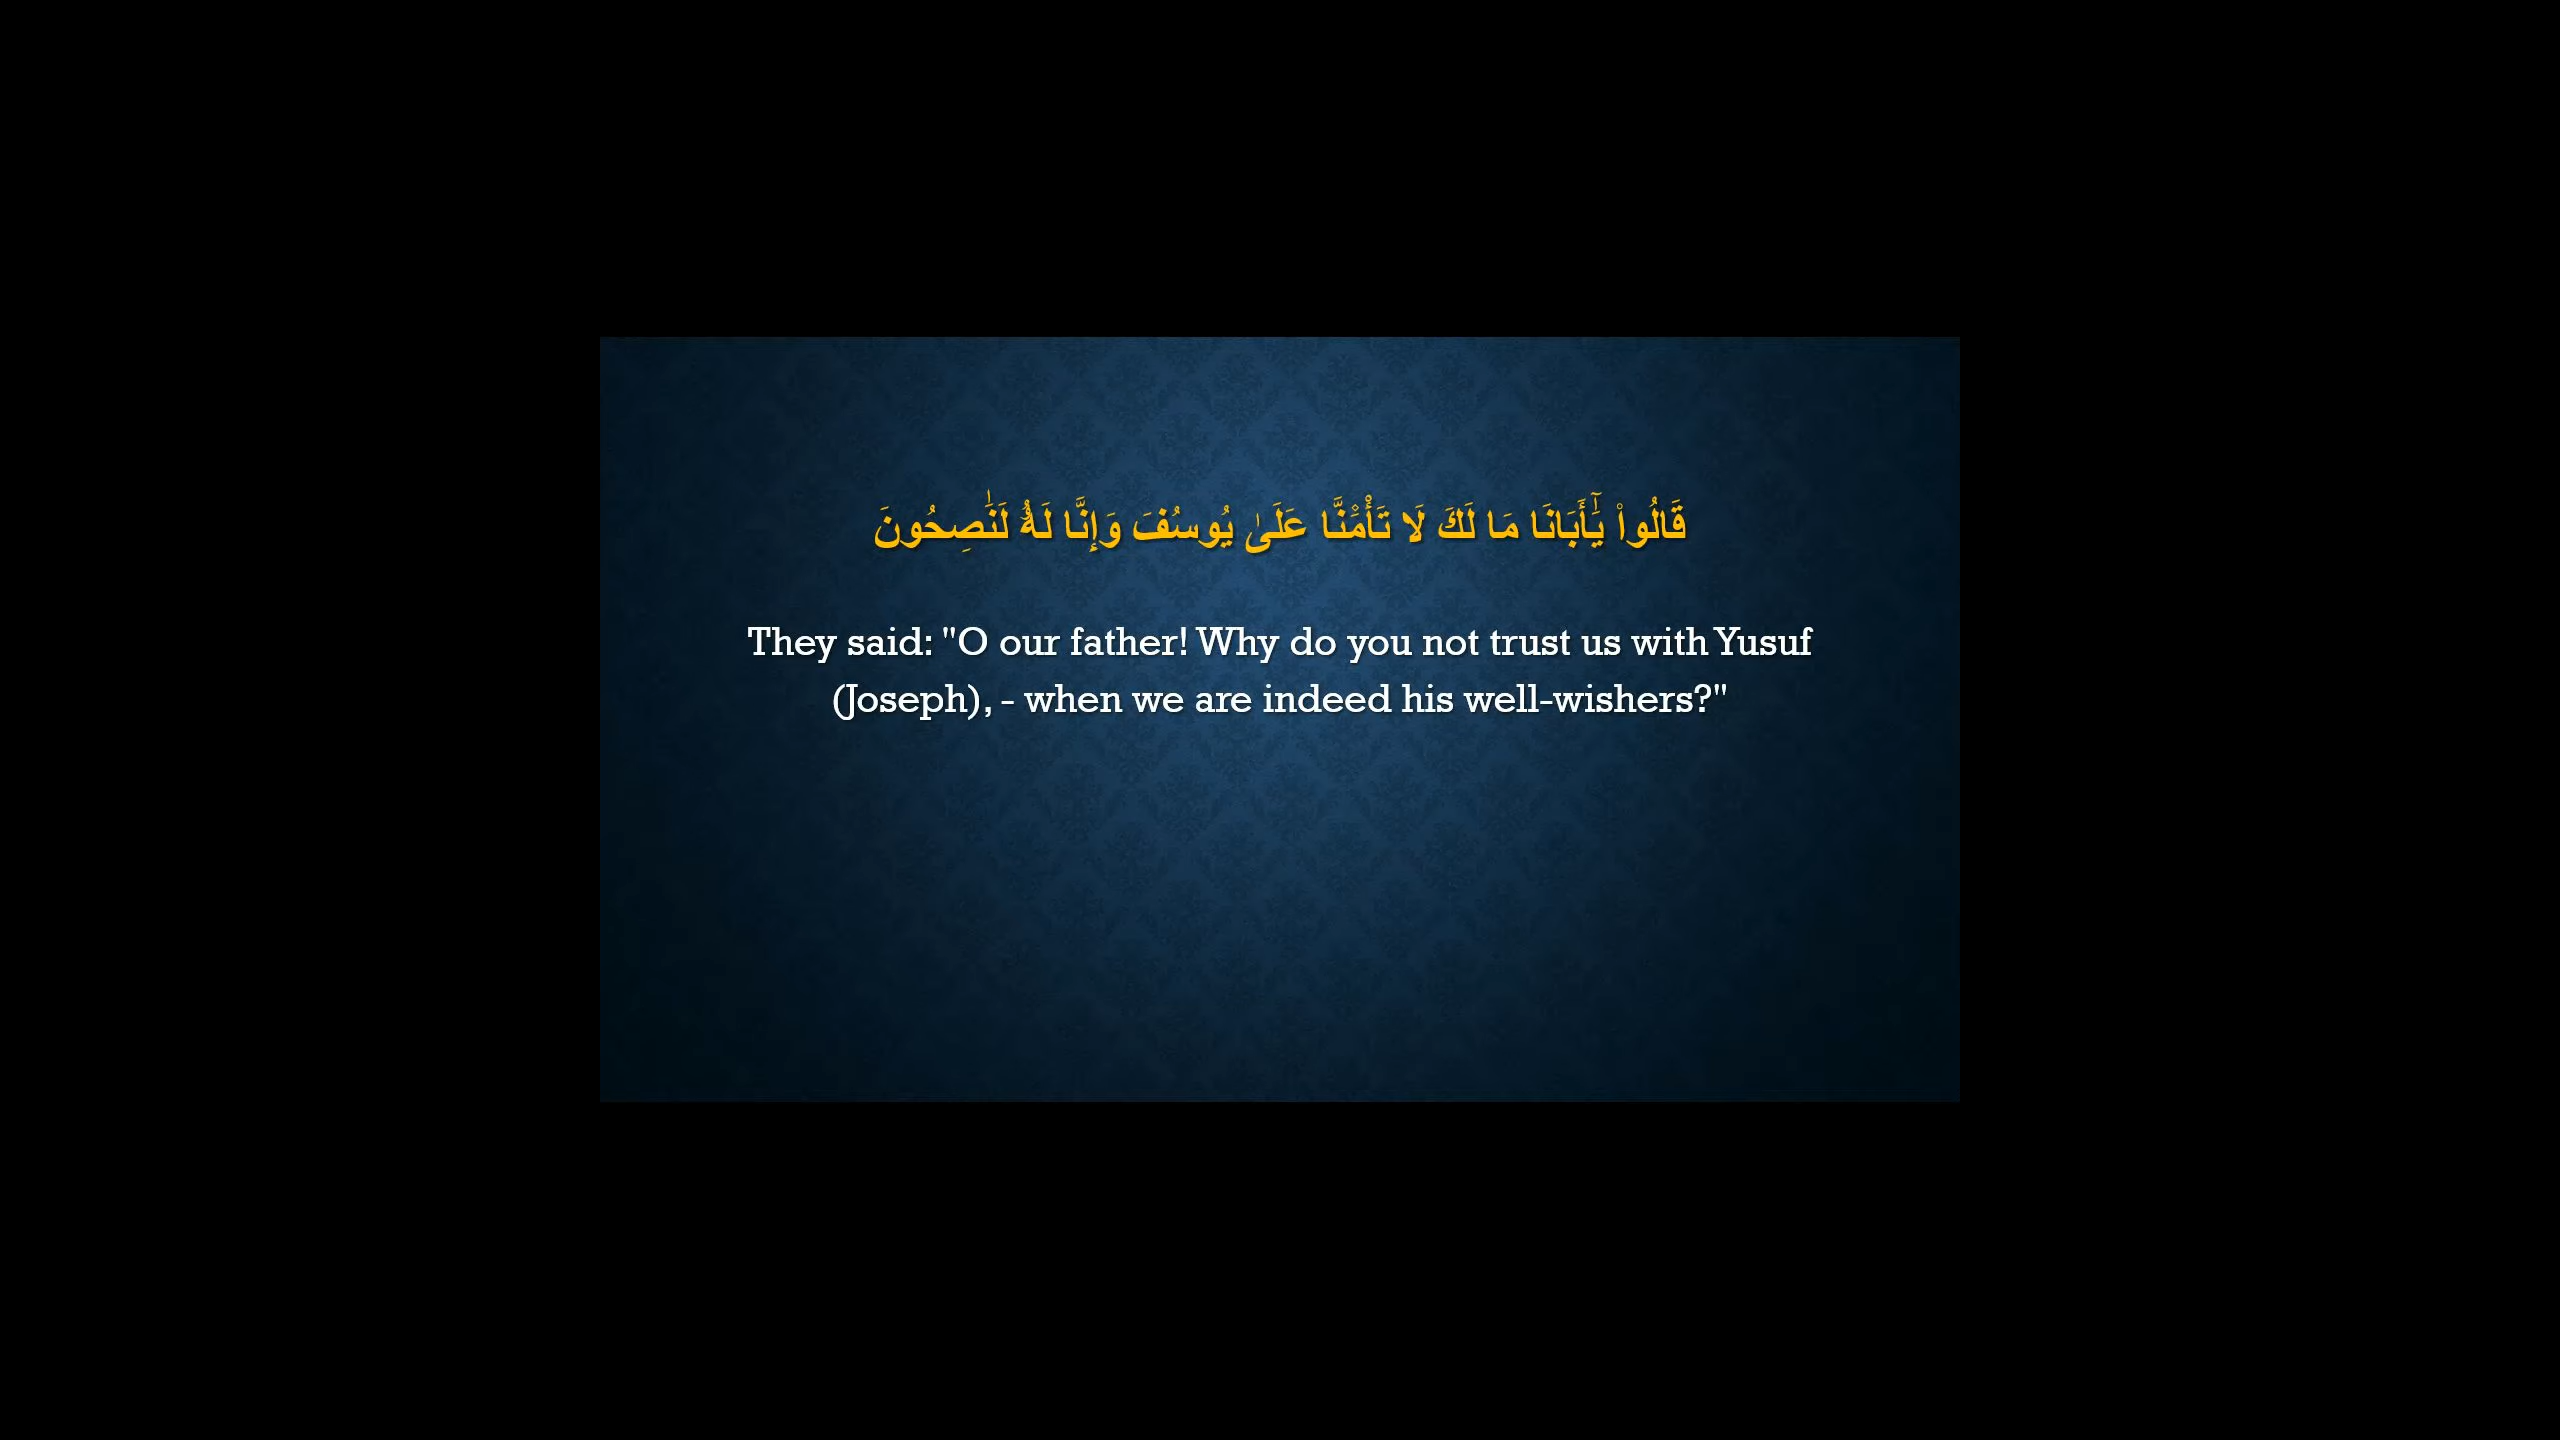 قَالُوا۟ يَٰٓأَبَانَا مَا لَكَ لَا تَأْمَ۫نَّا عَلَىٰ يُوسُفَ وَإِنَّا لَهُۥ لَنَٰصِحُونَ
They said: "O our father! Why do you not trust us with Yusuf
(Joseph), - when we are indeed his well-wishers?"